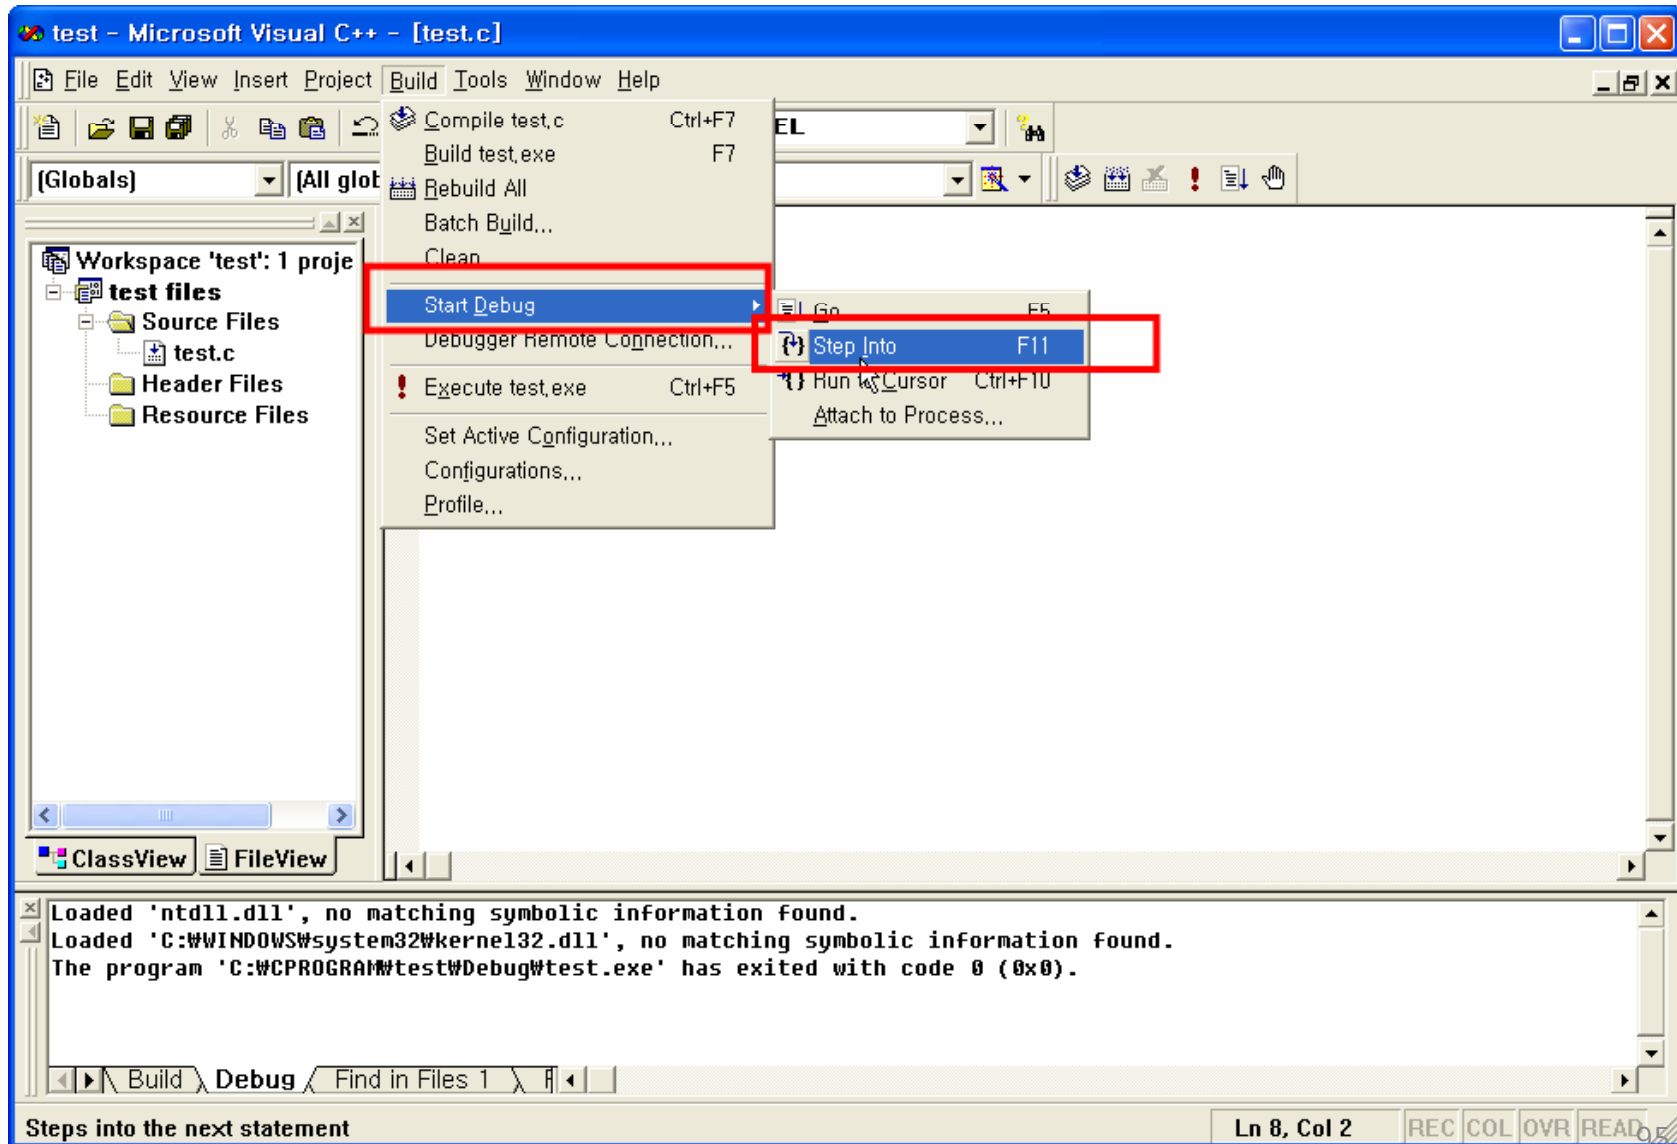 test - Microsoft Visual C++ - [test.c]
File Edit View Insert Project Build Tools Window Help
EL
(Globals) (All glob
Workspace 'test': 1 proje
test files
Source Files
test.c
Header Files
Resource Files
ClassView FileView
Compile test.c Ctrl+F7
Build test.exe F7
Rebuild All
Batch Build...
Clean
Start Debug
Debugger Remote Connection...
Execute test.exe Ctrl+F5
Set Active Configuration...
Configurations...
Profile...
Go F5
Step Into F11
Run to Cursor Ctrl+F10
Attach to Process...
Loaded 'ntdll.dll', no matching symbolic information found.
Loaded 'C:₩WINDOWS₩system32₩kernel32.dll', no matching symbolic information found.
The program 'C:₩CPROGRAM₩test₩Debug₩test.exe' has exited with code 0 (0x0).
Build Debug Find in Files 1
Steps into the next statement
Ln 8, Col 2 REC COL OVR READ